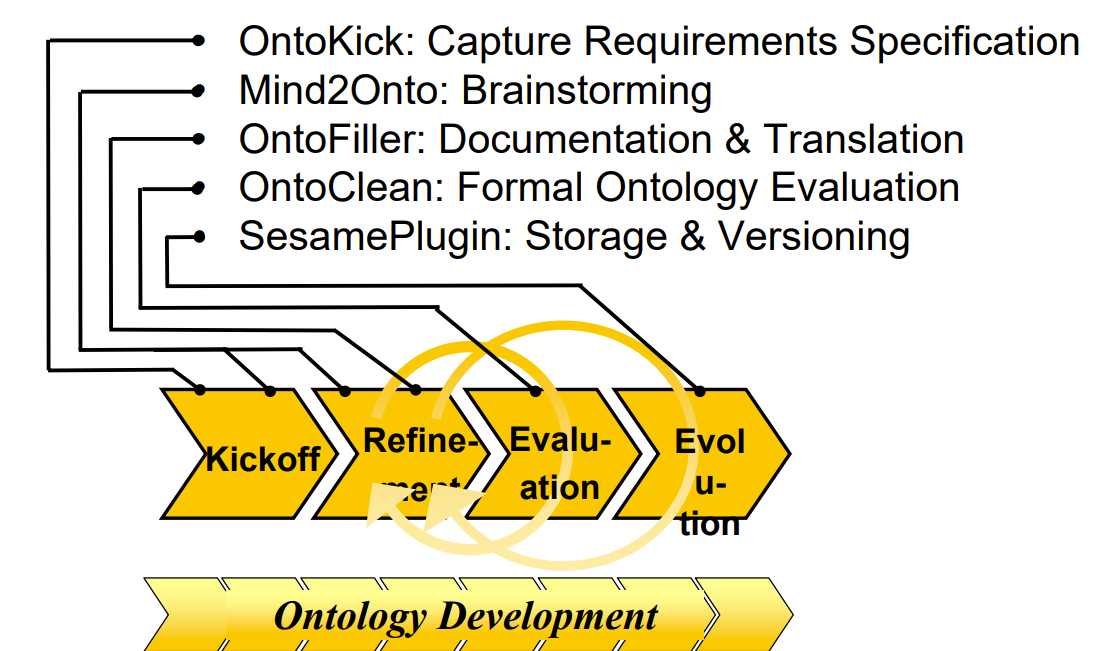 OntoKick: Capture Requirements Specification
Mind2Onto: Brainstorming
OntoFiller: Documentation & Translation
OntoClean: Formal Ontology Evaluation
SesamePlugin: Storage & Versioning
Kickoff
Refine-
ment
Evalu-
ation
Evol
u-
tion
Ontology Development